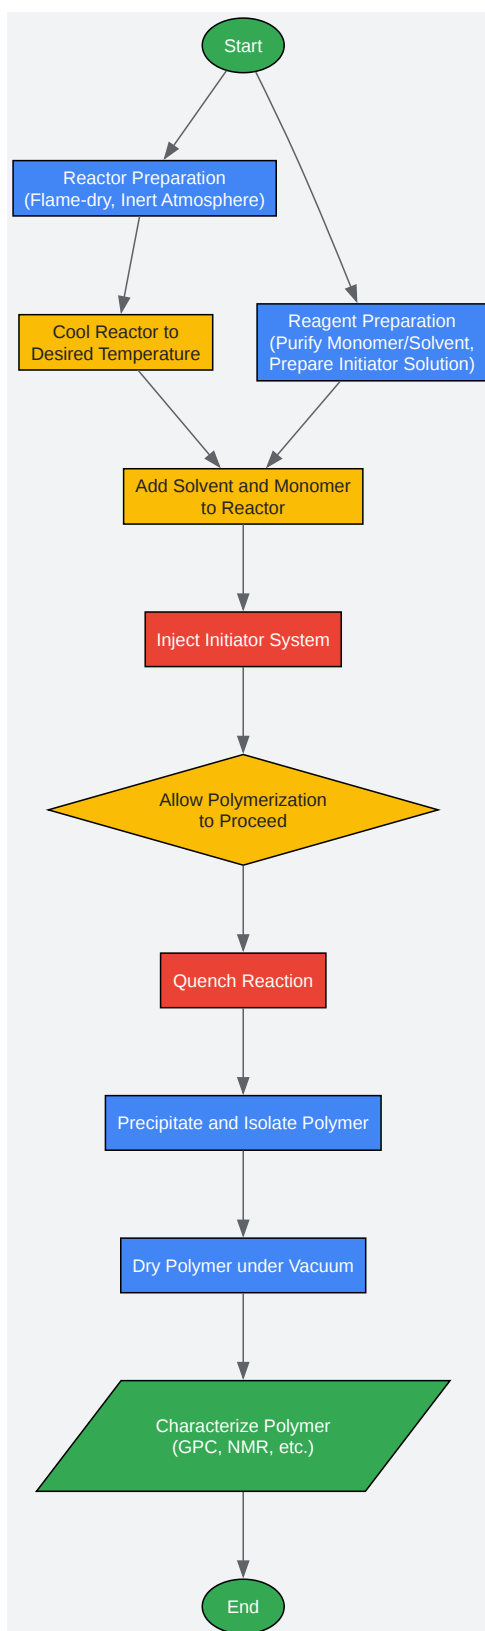 Start
Reactor Preparation
(Flame-dry, Inert Atmosphere)
Cool Reactor to
Desired Temperature
Reagent Preparation
(Purify Monomer/Solvent,
Prepare Initiator Solution)
Add Solvent and Monomer
to Reactor
Inject Initiator System
Allow Polymerization
to Proceed
Quench Reaction
Precipitate and Isolate Polymer
Dry Polymer under Vacuum
Characterize Polymer
(GPC, NMR, etc.)
End